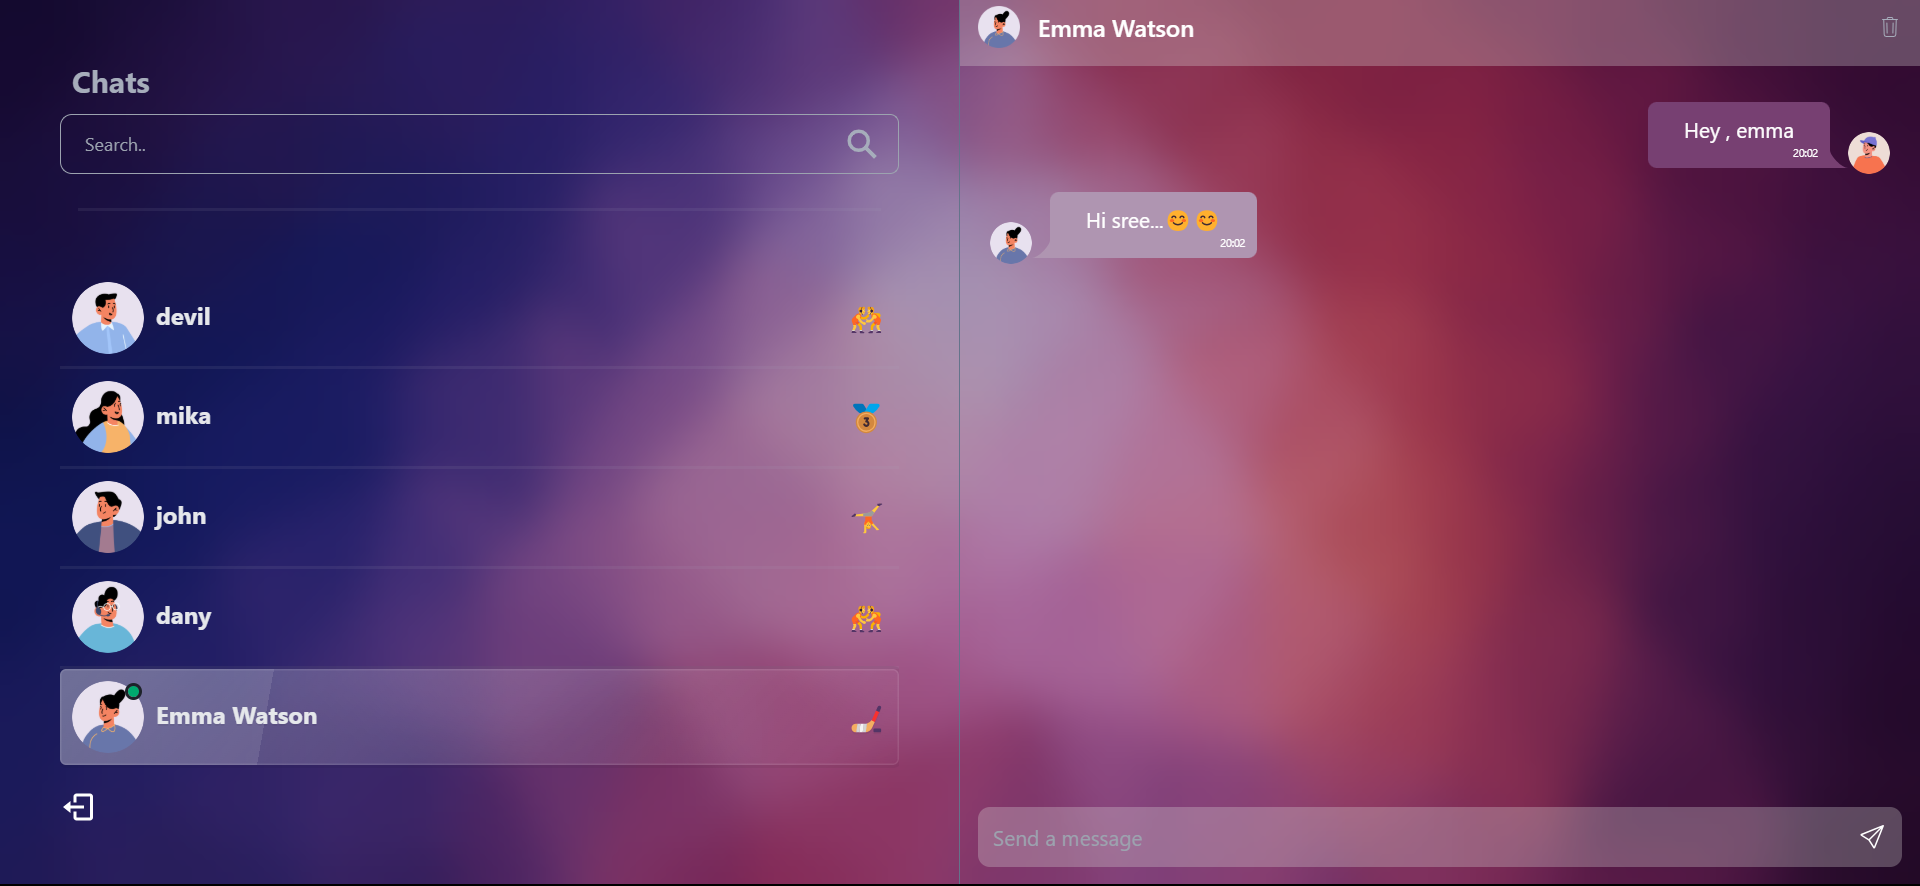 Chats
Search..
devil
mika
john
dany
Emma Watson
Emma Watson
Hey , emma
20:02
Hi sree...😊 😊
20:02
Send a message